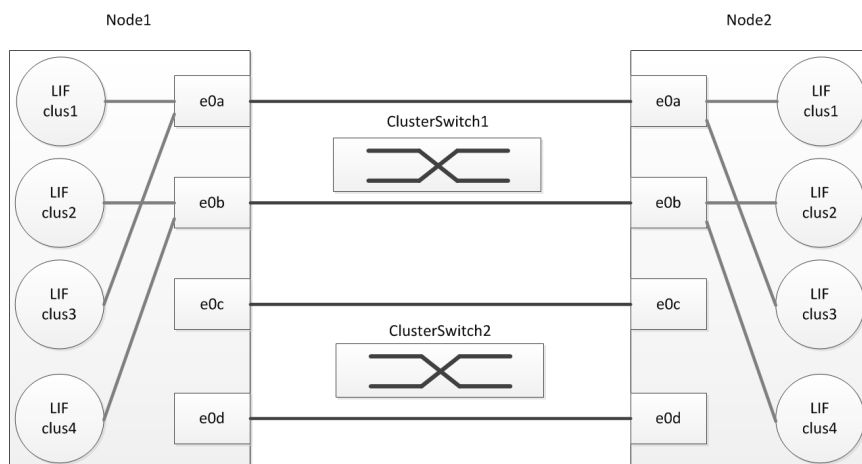 Node1
Node2
LIF
clus1
e0a
e0a
LIF
clus1
ClusterSwitch1
LIF
clus2
e0b
e0b
LIF
clus2
LIF
clus3
e0c
e0c
LIF
clus3
ClusterSwitch2
LIF
clus4
e0d
e0d
LIF
clus4